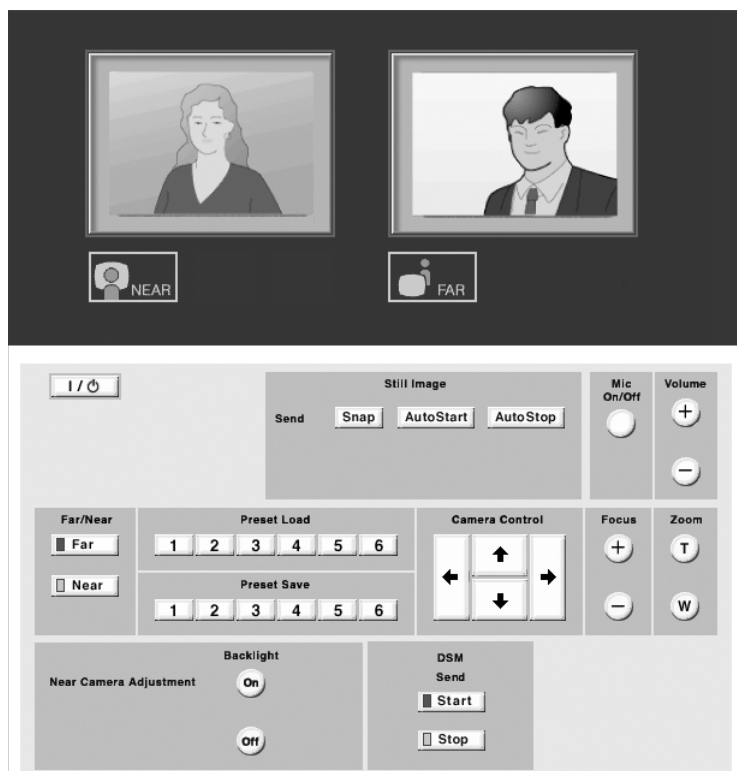 NEAR
FAR
I / ⏻
Still Image
Send
Snap
AutoStart
AutoStop
Mic
On/Off
Volume
+
−
Far/Near
Far
Near
Preset Load
1 2 3 4 5 6
Preset Save
1 2 3 4 5 6
Camera Control
Focus
+
−
Zoom
T
W
Near Camera Adjustment
Backlight
On
Off
DSM
Send
Start
Stop